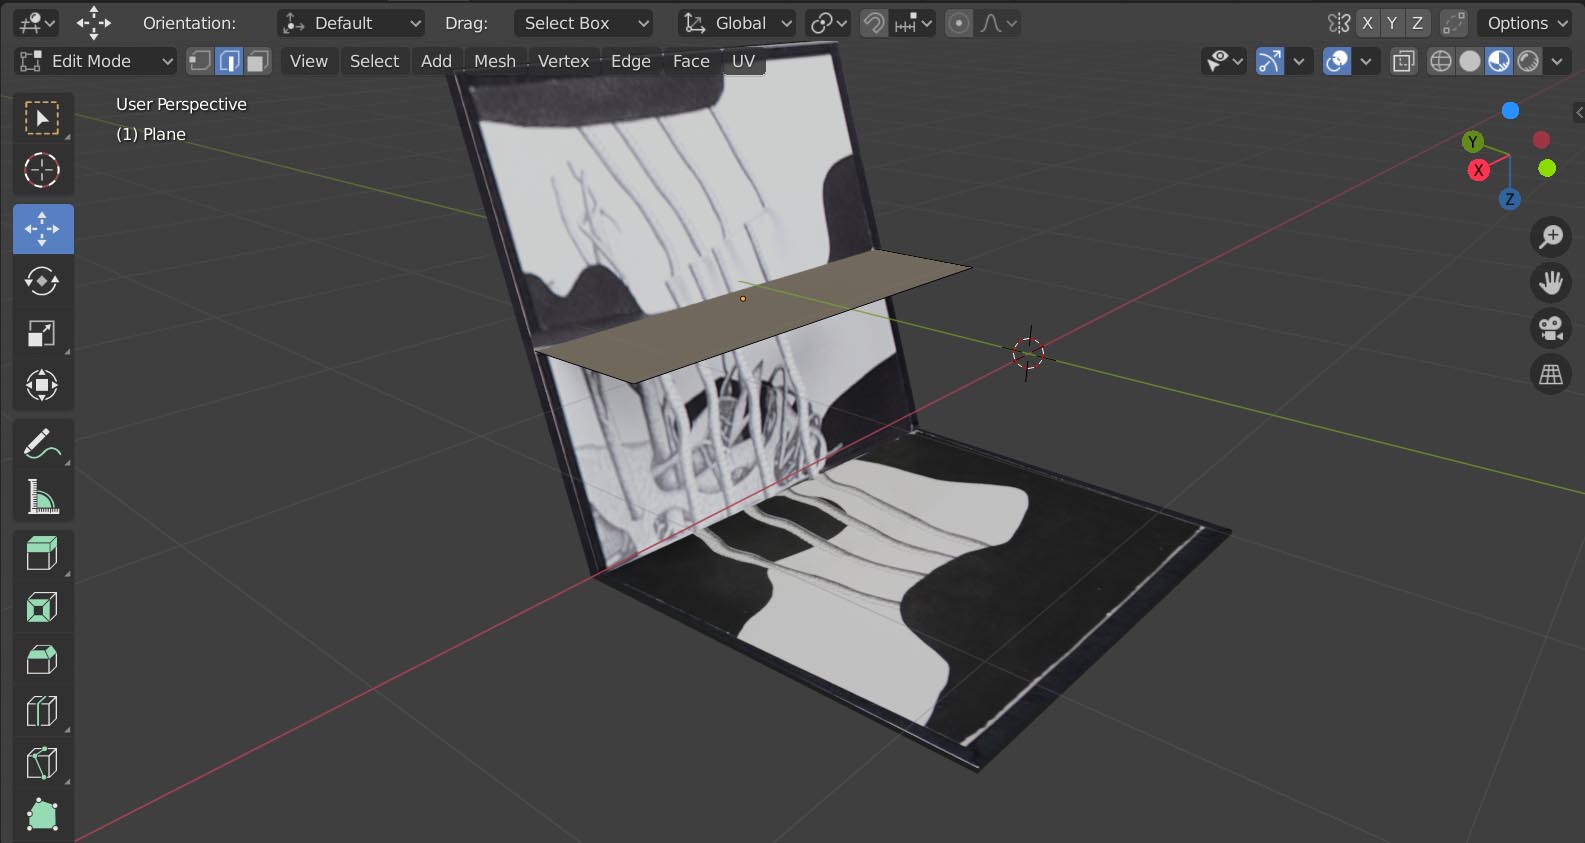 Orientation: Default Drag: Select Box Global X Y Z Options
Edit Mode View Select Add Mesh Vertex Edge Face UV
User Perspective
(1) Plane
Y
X
Z